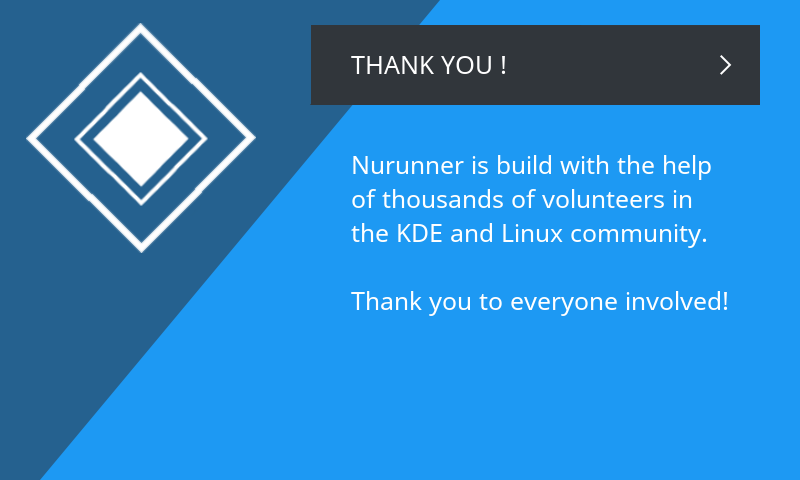 THANK YOU !
Nurunner is build with the help
of thousands of volunteers in
the KDE and Linux community.
Thank you to everyone involved!